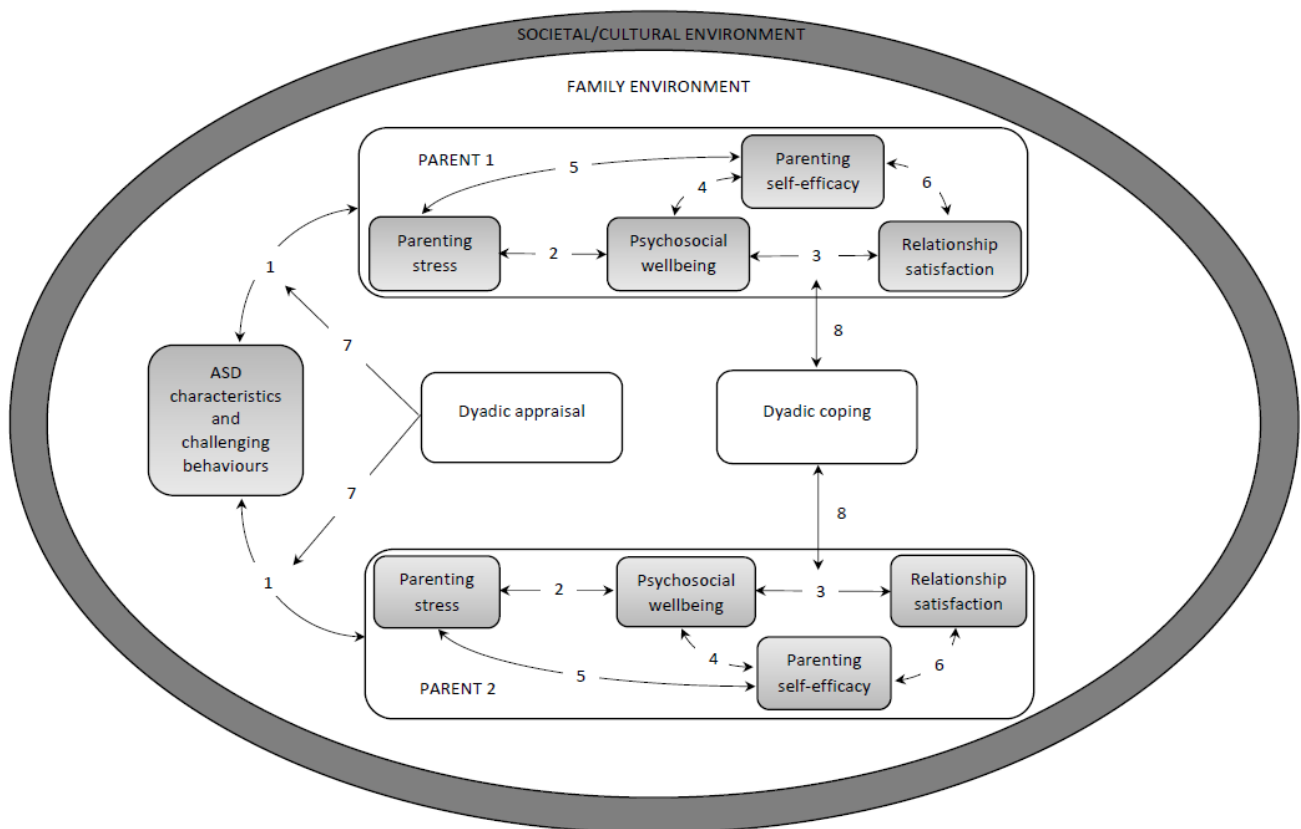 SOCIETAL/CULTURAL ENVIRONMENT
FAMILY ENVIRONMENT
PARENT 1
5
Parenting
self-efficacy
4
6
Parenting
stress
2
Psychosocial
wellbeing
3
Relationship
satisfaction
1
7
8
ASD
characteristics
and
challenging
behaviours
Dyadic appraisal
Dyadic coping
7
8
1
Parenting
stress
2
Psychosocial
wellbeing
3
Relationship
satisfaction
4
6
5
Parenting
self-efficacy
PARENT 2